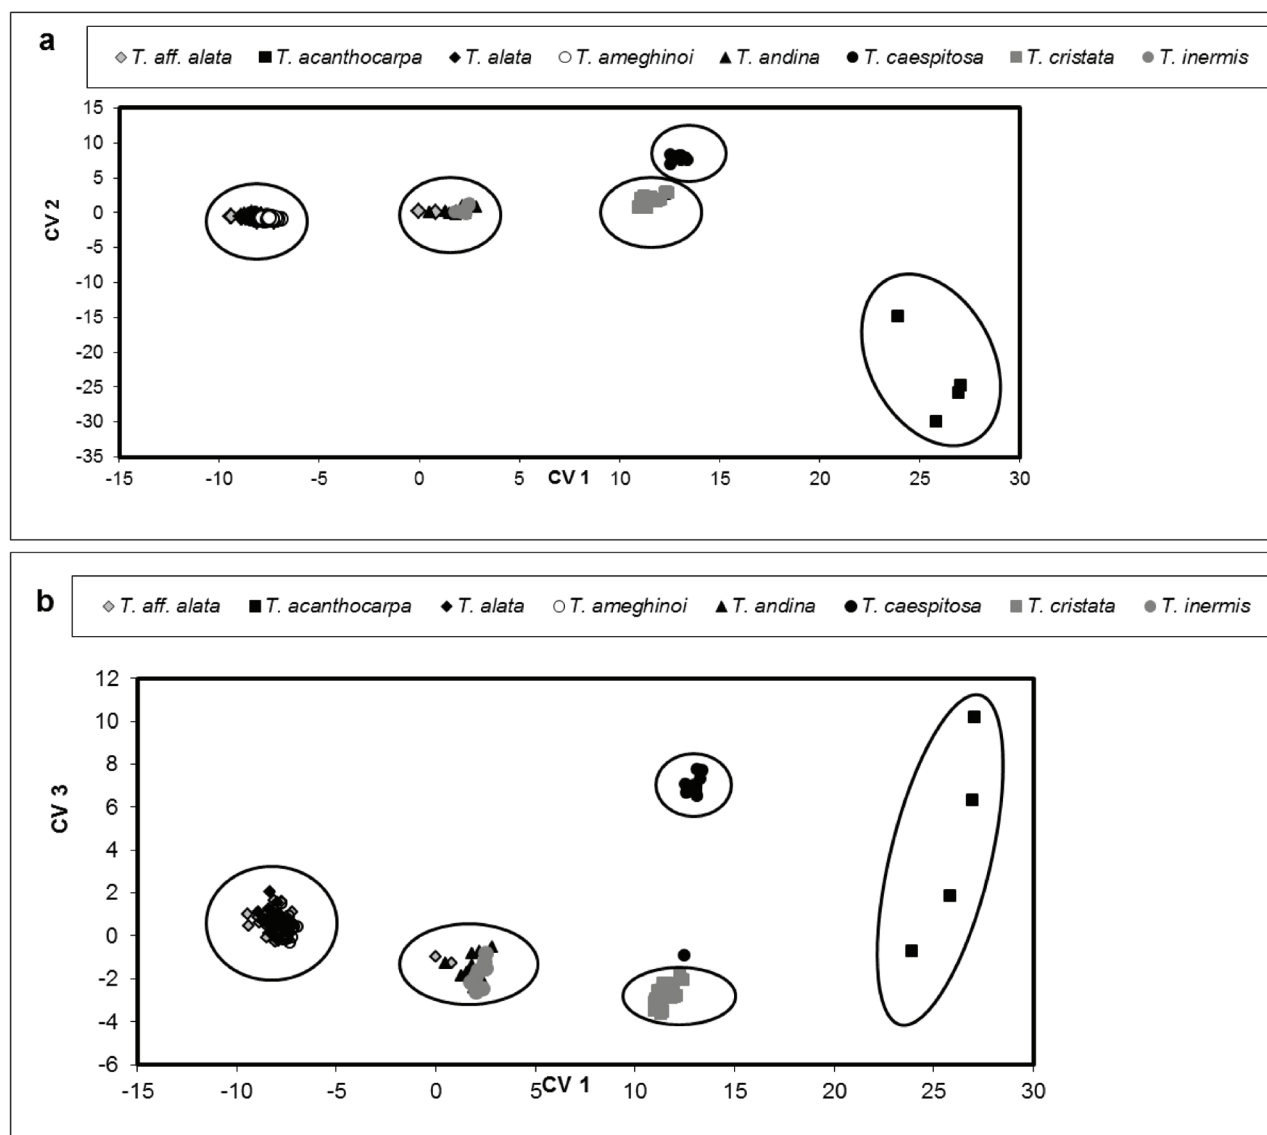 a
T. aff. alata T. acanthocarpa T. alata T. ameghinoi T. andina T. caespitosa T. cristata T. inermis
15
10
5
0
-5
-10
-15
-20
-25
-30
-35
CV 2
-15 -10 -5 0 5 CV 1 10 15 20 25 30
b
T. aff. alata T. acanthocarpa T. alata T. ameghinoi T. andina T. caespitosa T. cristata T. inermis
12
10
8
6
4
2
0
-2
-4
-6
CV 3
-15 -10 -5 0 5 CV 1 10 15 20 25 30